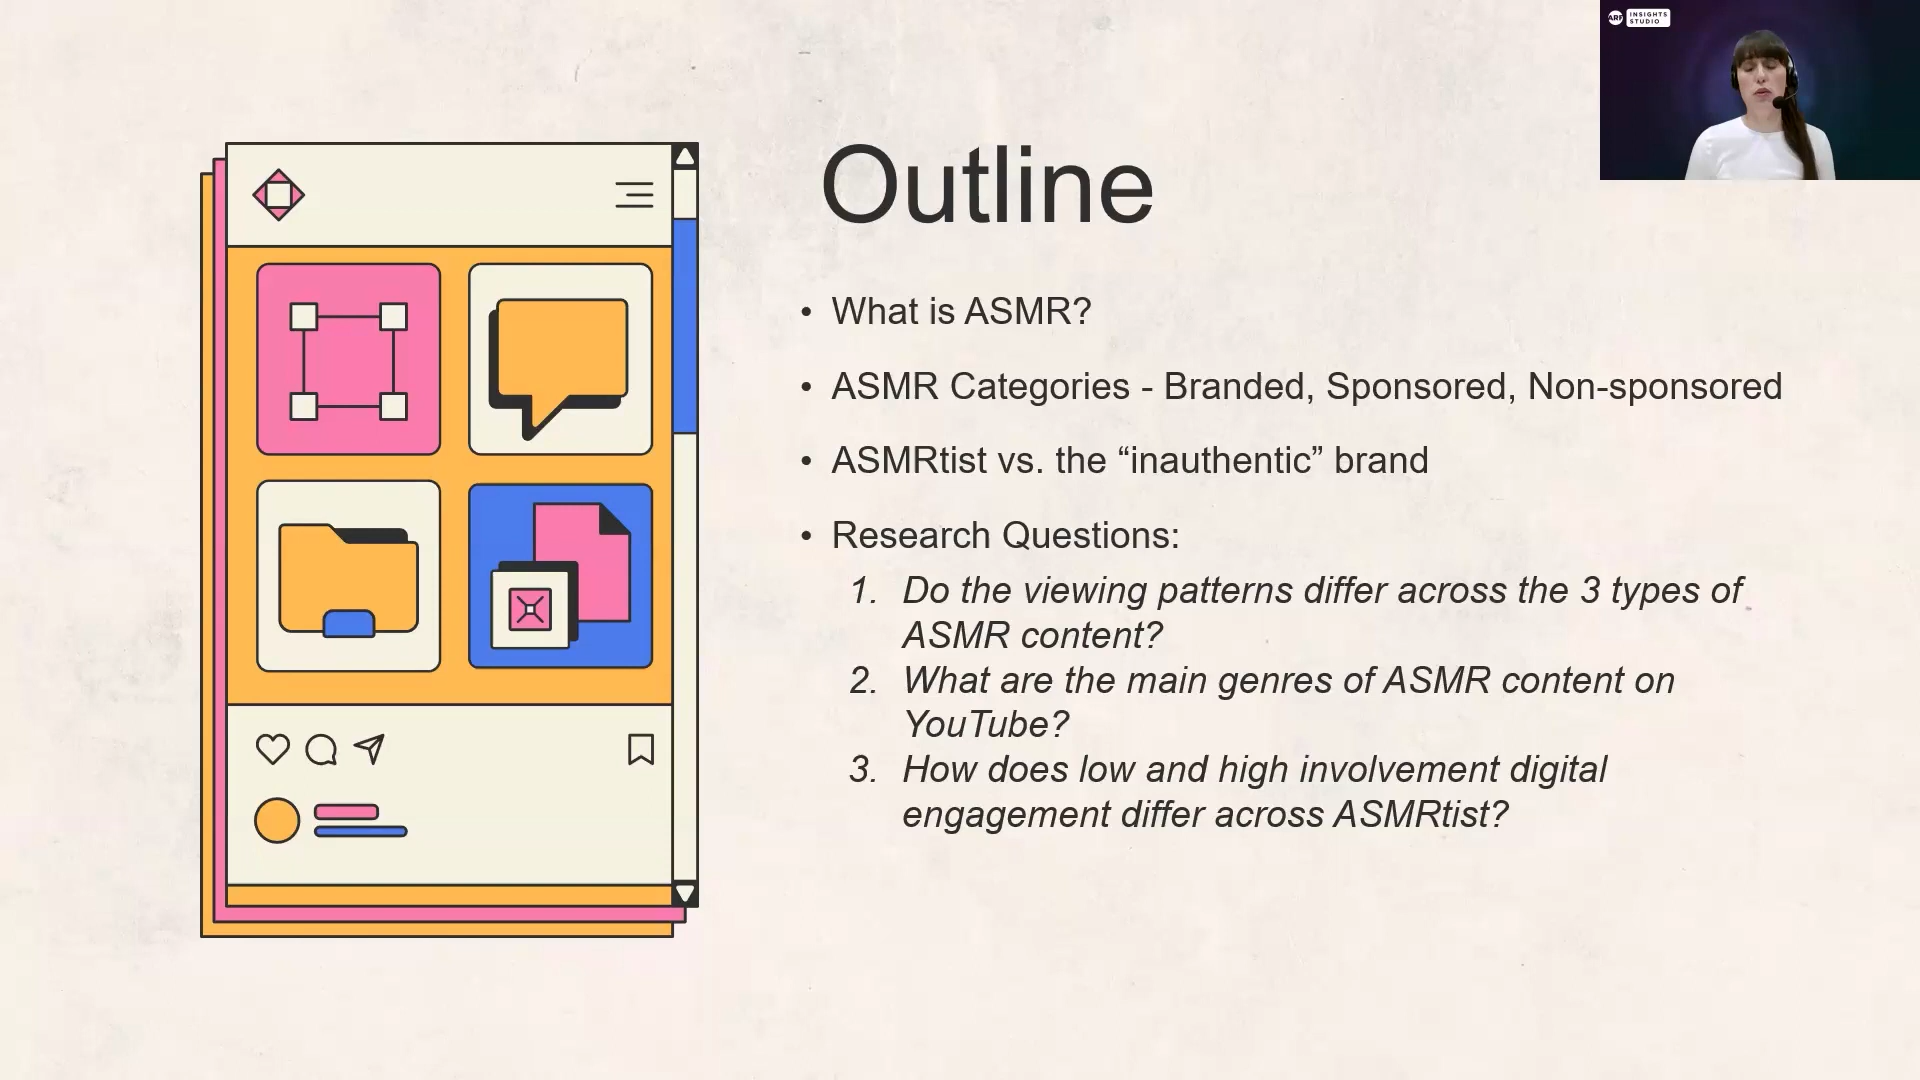 ARF INSIGHTS
STUDIO
Outline
• What is ASMR?
• ASMR Categories - Branded, Sponsored, Non-sponsored
• ASMRtist vs. the “inauthentic” brand
• Research Questions:
1. Do the viewing patterns differ across the 3 types of
ASMR content?
2. What are the main genres of ASMR content on
YouTube?
3. How does low and high involvement digital
engagement differ across ASMRtist?